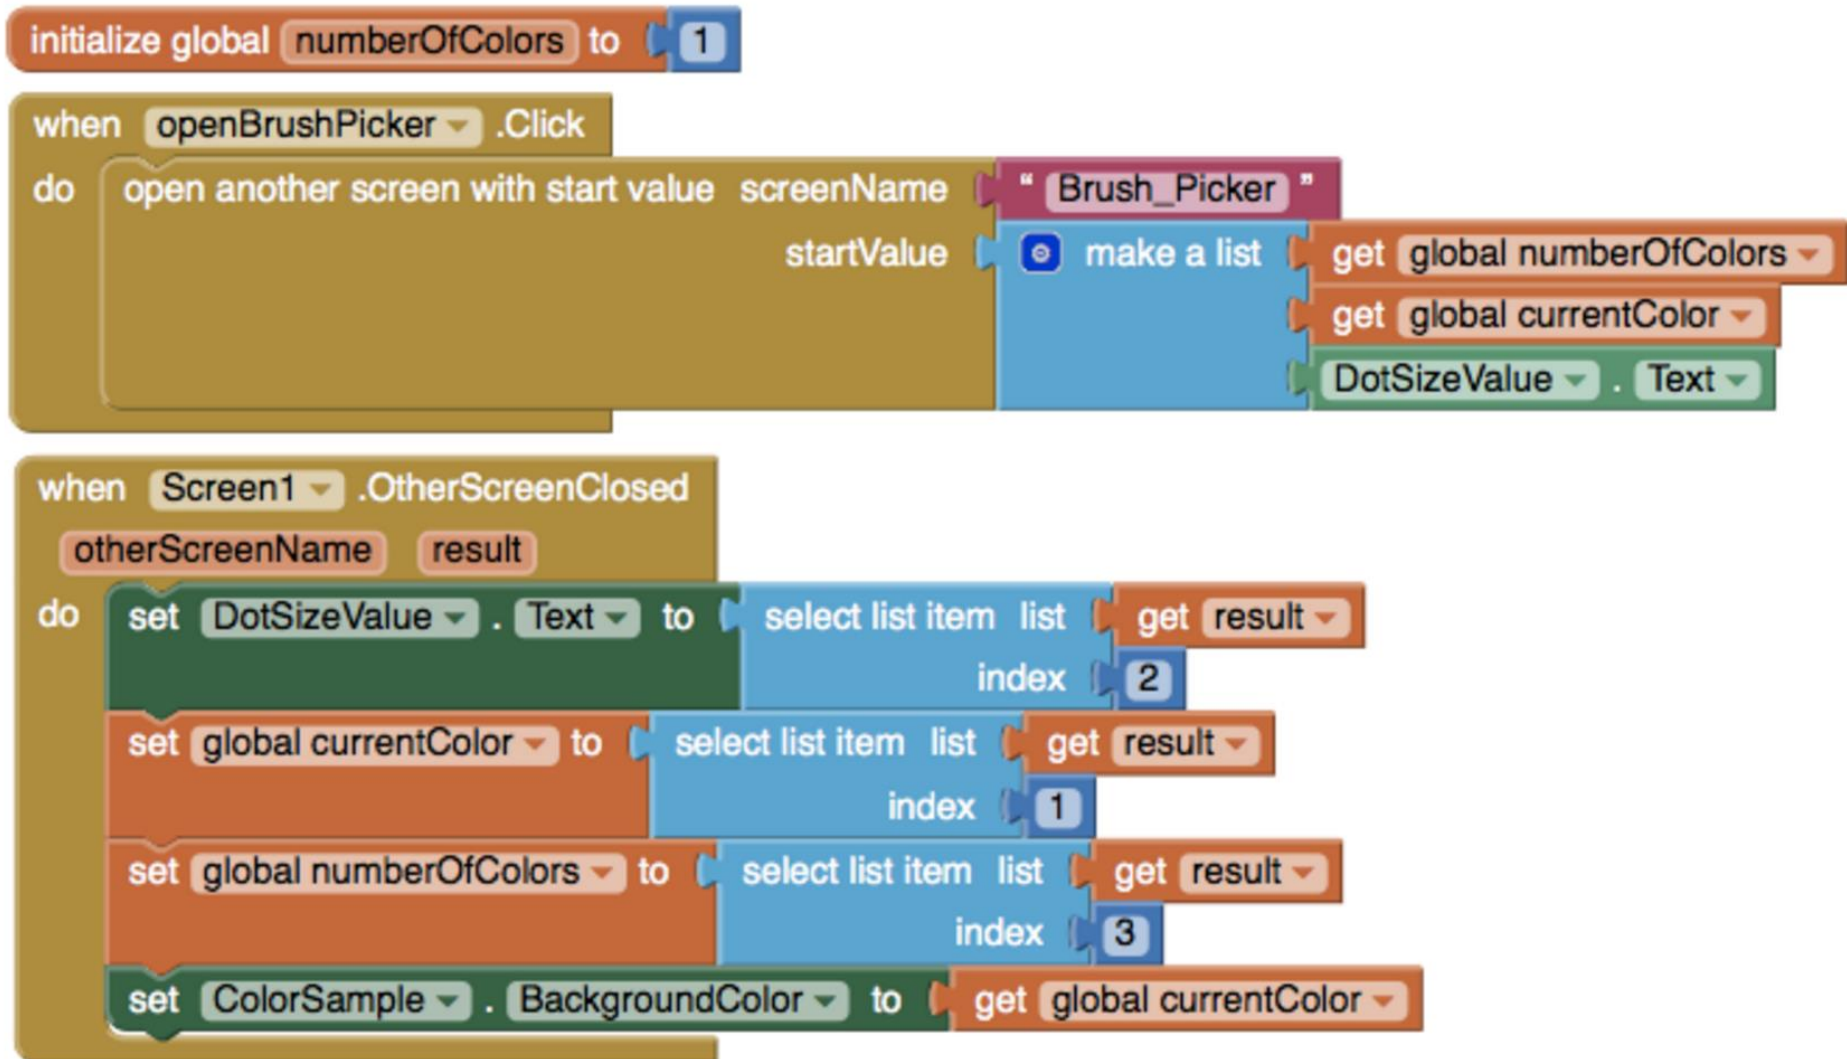 initialize global numberOfColors to 1
when openBrushPicker .Click
do open another screen with start value screenName " Brush_Picker "
startValue make a list get global numberOfColors
get global currentColor
DotSizeValue . Text
when Screen1 .OtherScreenClosed
otherScreenName result
do set DotSizeValue . Text to select list item list get result
index 2
set global currentColor to select list item list get result
index 1
set global numberOfColors to select list item list get result
index 3
set ColorSample . BackgroundColor to get global currentColor